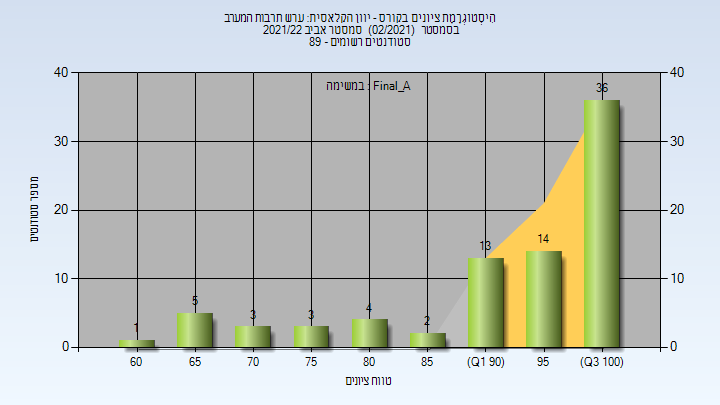 היסטוגרמת ציונים בקורס - יוון הקלאסית: ערש תרבות המערב
בסמסטר (02/2021) סמסטר אביב 2021/22
סטודנטים רשומים - 89
במשימה : Final_A
40 40
30 30
20 20
10 10
0 0
מספר סטודנטים
1 5 3 3 4 2 13 14 36
60 65 70 75 80 85 (Q1 90) 95 (Q3 100)
טווח ציונים